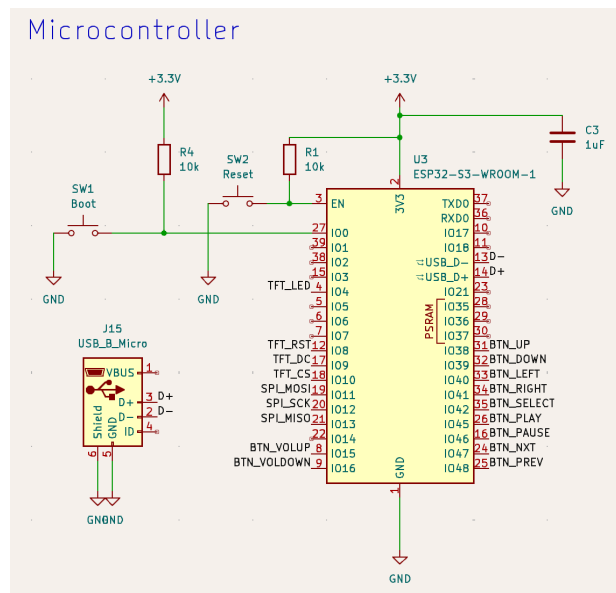 Microcontroller
+3.3V
+3.3V
R4
10k
SW2
Reset
R1
10k
C3
1uF
U3
ESP32-S3-WROOM-1
SW1
Boot
GND
GND
GND
2
3V3
3 EN
27 IO0
39 IO1
38 IO2
15 IO3
TFT_LED 4 IO4
5 IO5
6 IO6
7 IO7
TFT_RST 12 IO8
TFT_DC 17 IO9
TFT_CS 18 IO10
SPI_MOSI 19 IO11
SPI_SCK 20 IO12
SPI_MISO 21 IO13
22 IO14
BTN_VOLUP 8 IO15
BTN_VOLDOWN 9 IO16
TXD0 37
RXD0 36
IO17 10
IO18 11
USB_D- 13 D-
USB_D+ 14 D+
IO21 23
IO35 28
IO36 29
IO37 30
PSRAM
IO38 31 BTN_UP
IO39 32 BTN_DOWN
IO40 33 BTN_LEFT
IO41 34 BTN_RIGHT
IO42 35 BTN_SELECT
IO45 26 BTN_PLAY
IO46 16 BTN_PAUSE
IO47 24 BTN_NXT
IO48 25 BTN_PREV
GND
1
GND
J15
USB_B_Micro
VBUS 1
D+ 3 D+
D- 2 D-
ID 4
Shield
GND
6
5
GND
GND